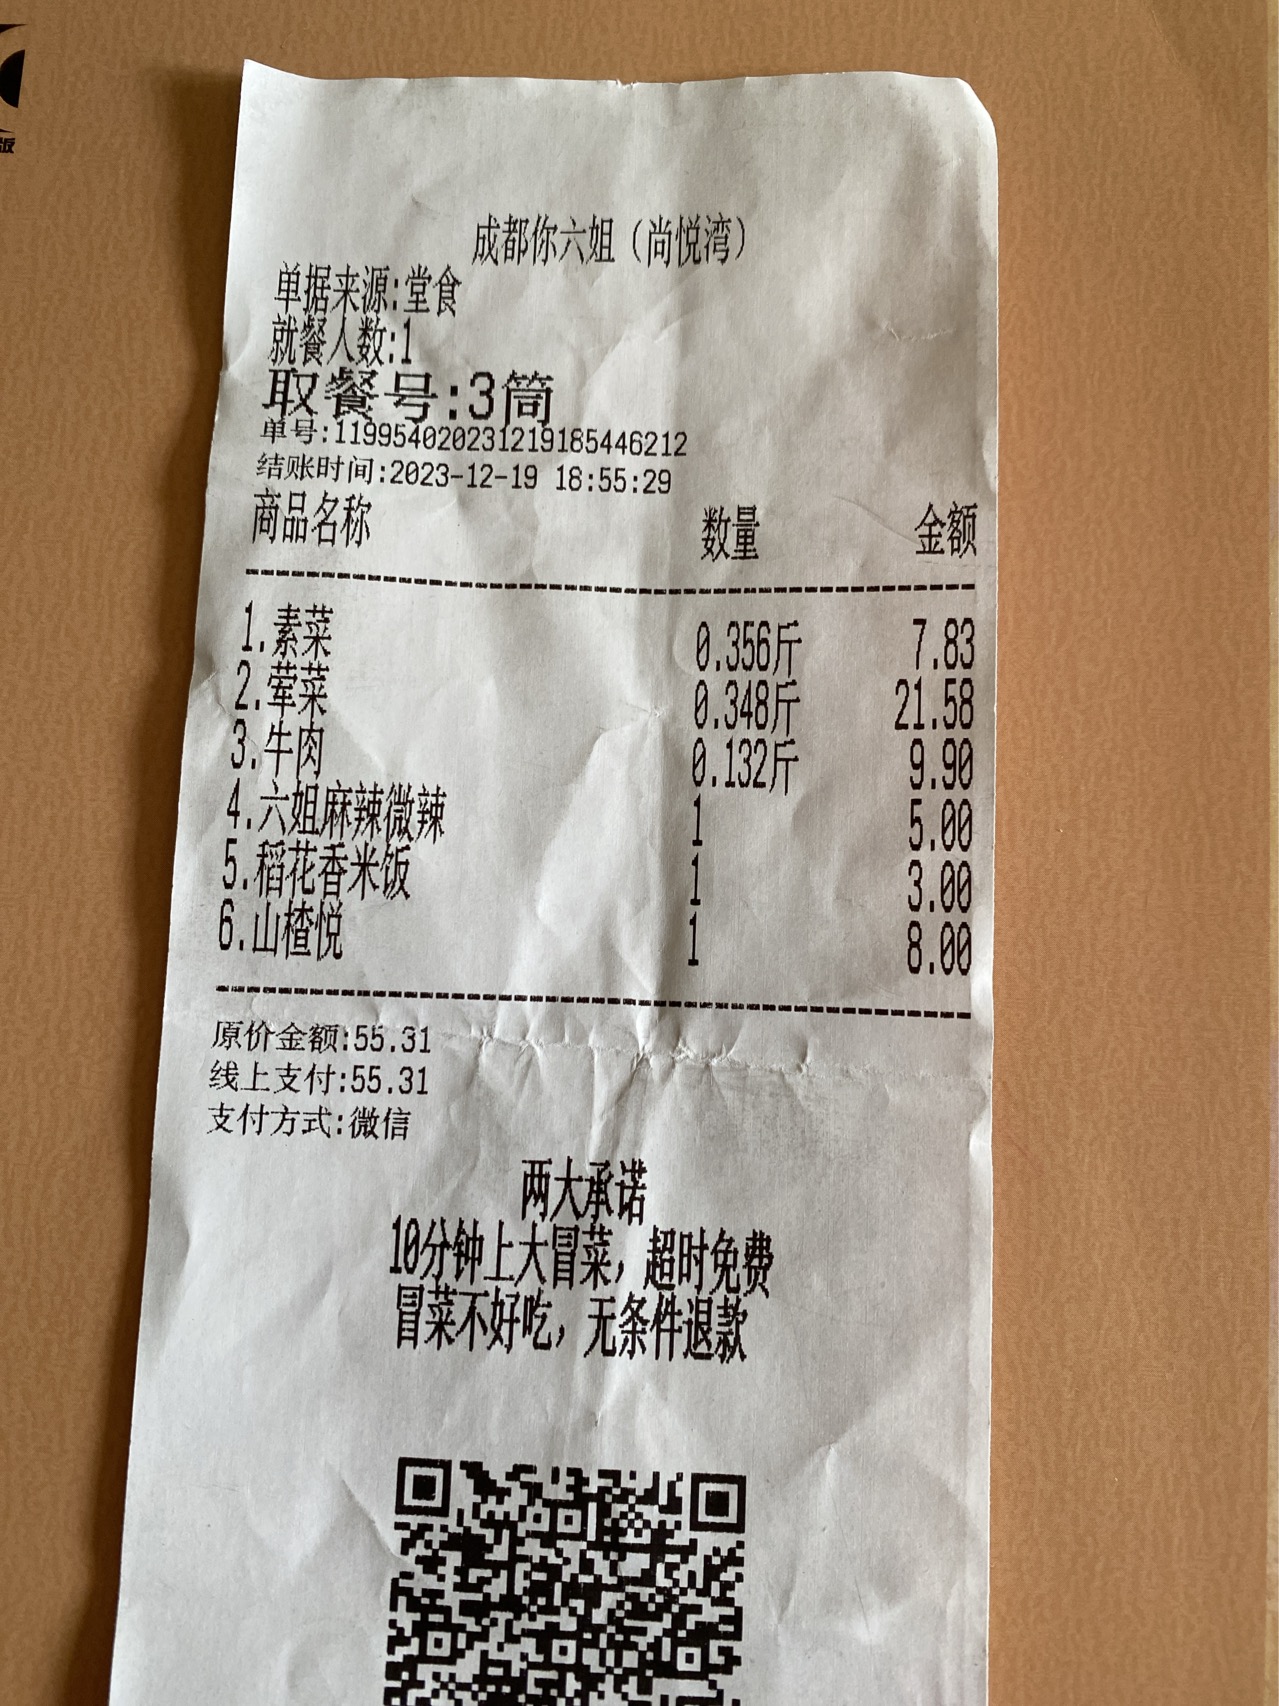 版
成都你六姐（尚悦湾）
单据来源:堂食
就餐人数:1
取餐号:3筒
单号:11995402023121918544​6212
结账时间:2023-12-19 18:55:29
商品名称 数量 金额
1.素菜 0.356斤 7.83
2.荤菜 0.348斤 21.58
3.牛肉 0.132斤 9.90
4.六姐麻辣微辣 1 5.00
5.稻花香米饭 1 3.00
6.山楂悦 1 8.00
原价金额:55.31
线上支付:55.31
支付方式:微信
两大承诺
10分钟上大冒菜，超时免费
冒菜不好吃，无条件退款